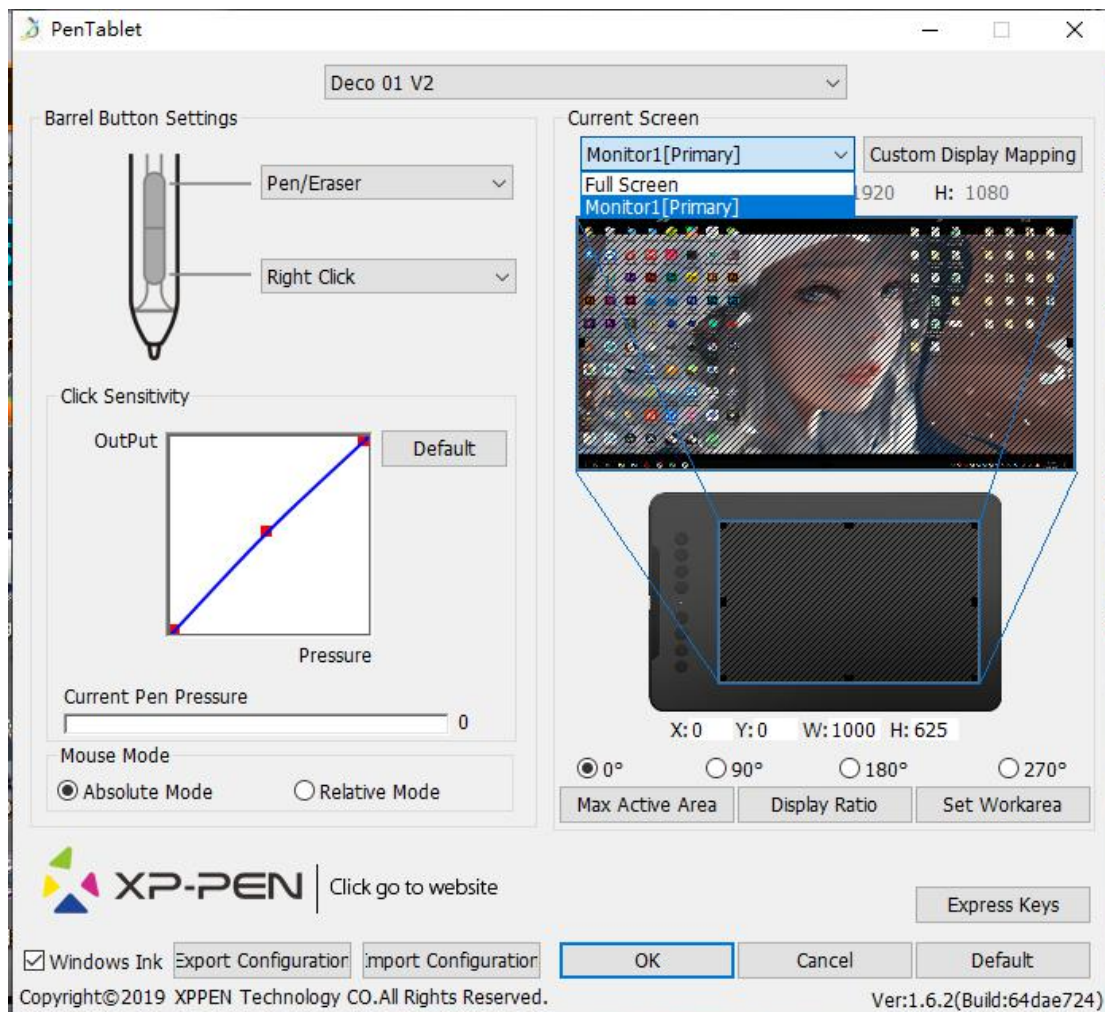 PenTablet
Deco 01 V2
Barrel Button Settings
Pen/Eraser
Right Click
Click Sensitivity
OutPut
Default
Pressure
Current Pen Pressure
0
Mouse Mode
Absolute Mode
Relative Mode
Current Screen
Monitor1[Primary]
Custom Display Mapping
Full Screen
Monitor1[Primary]
1920 H: 1080
X: 0 Y: 0 W: 1000 H: 625
0° 90° 180° 270°
Max Active Area
Display Ratio
Set Workarea
XP-PEN
Click go to website
Express Keys
Windows Ink
Export Configuration
Import Configuration
OK
Cancel
Default
Copyright©2019 XPPEN Technology CO.All Rights Reserved.
Ver:1.6.2(Build:64dae724)